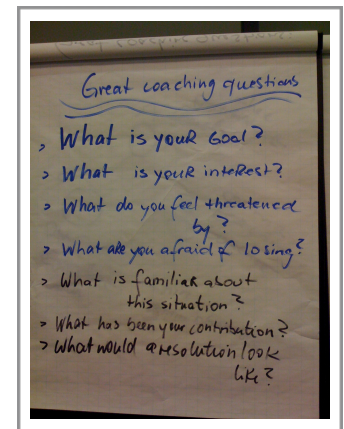 Great coaching questions
> What is your Goal?
> What is your interest?
> What do you feel threatened
by?
> What are you afraid of losing?
> What is familiar about
this situation?
> What has been your contribution?
> What would a resolution look
like?